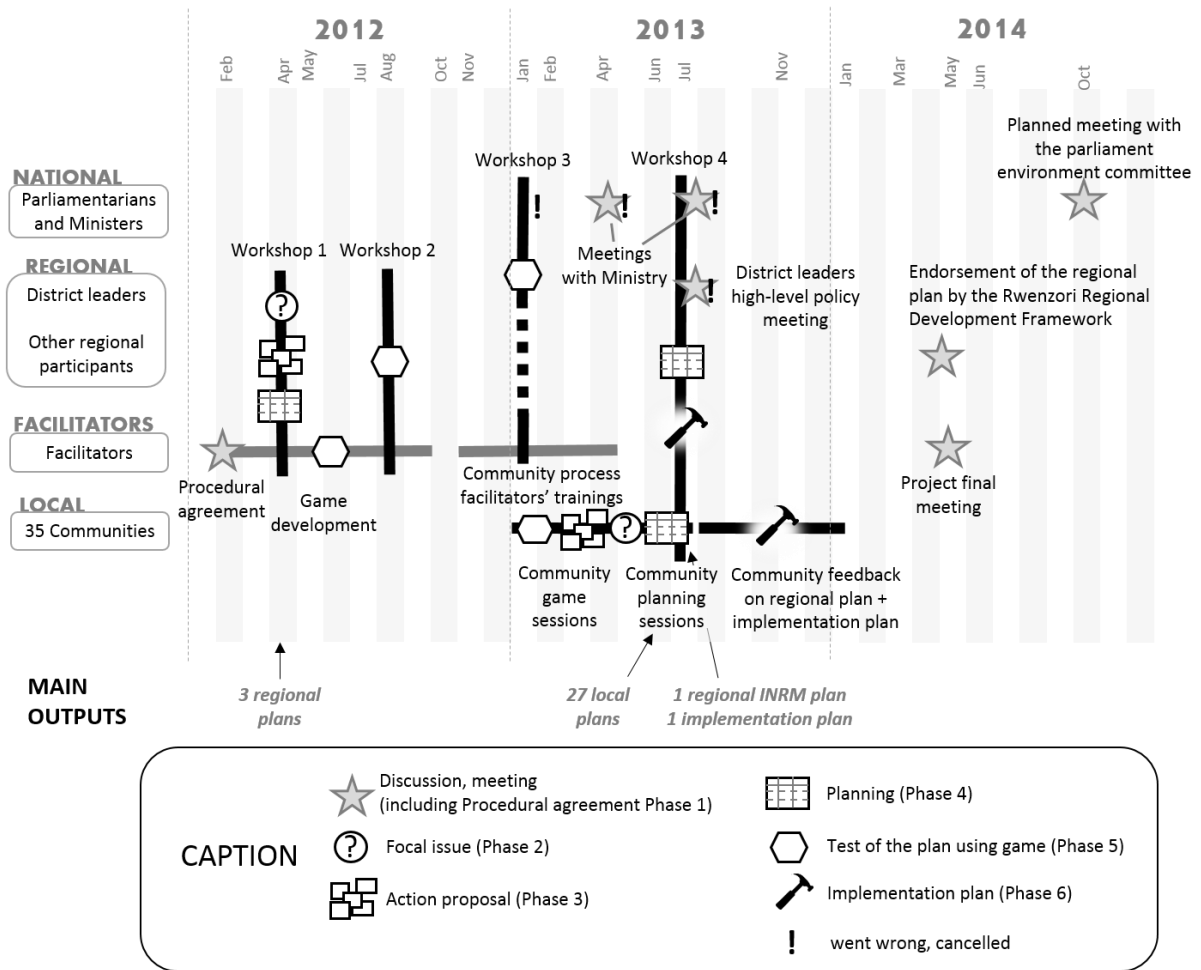 2012
2013
2014
Feb
Apr
May
Jul
Aug
Oct
Nov
Jan
Feb
Apr
Jun
Jul
Nov
Jan
Mar
May
Jun
Oct
Planned meeting with
the parliament
environment committee
Workshop 3
Workshop 4
NATIONAL
Parliamentarians
and Ministers
!
!
!
Meetings
with Ministry
Workshop 1
Workshop 2
REGIONAL
District leaders
Other regional
participants
?
!
District leaders
high-level policy
meeting
Endorsement of the regional
plan by the Rwenzori Regional
Development Framework
FACILITATORS
Facilitators
Procedural
agreement
Game
development
Community process
facilitators' trainings
Project final
meeting
LOCAL
35 Communities
?
Community
game
sessions
Community
planning
sessions
Community feedback
on regional plan +
implementation plan
MAIN
OUTPUTS
3 regional
plans
27 local
plans
1 regional INRM plan
1 implementation plan
CAPTION
Discussion, meeting
(including Procedural agreement Phase 1)
? Focal issue (Phase 2)
Action proposal (Phase 3)
Planning (Phase 4)
Test of the plan using game (Phase 5)
Implementation plan (Phase 6)
! went wrong, cancelled